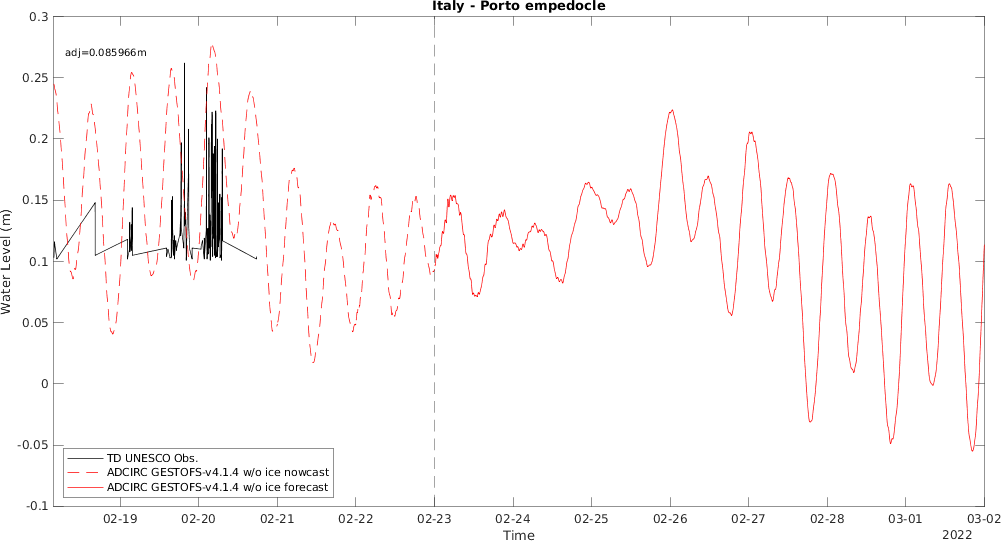 Italy - Porto empedocle
adj=0.085966m
0.3
0.25
0.2
0.15
0.1
0.05
0
-0.05
-0.1
Water Level (m)
TD UNESCO Obs.
ADCIRC GESTOFS-v4.1.4 w/o ice nowcast
ADCIRC GESTOFS-v4.1.4 w/o ice forecast
02-19 02-20 02-21 02-22 02-23 02-24 02-25 02-26 02-27 02-28 03-01 03-02
Time
2022